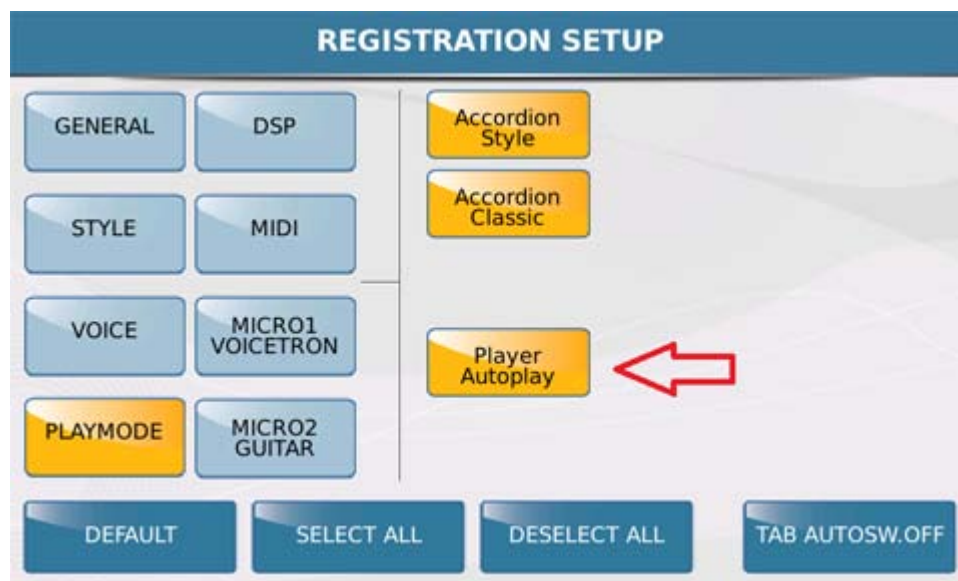 REGISTRATION SETUP
GENERAL
DSP
Accordion
Style
Accordion
Classic
STYLE
MIDI
VOICE
MICRO1
VOICETRON
Player
Autoplay
PLAYMODE
MICRO2
GUITAR
DEFAULT
SELECT ALL
DESELECT ALL
TAB AUTOSW.OFF